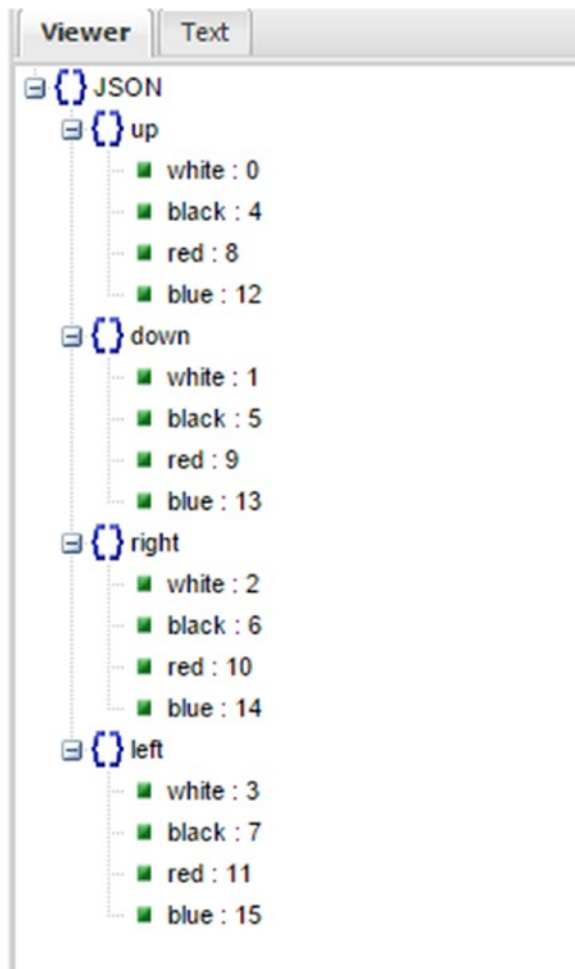 Viewer Text
JSON
up
white : 0
black : 4
red : 8
blue : 12
down
white : 1
black : 5
red : 9
blue : 13
right
white : 2
black : 6
red : 10
blue : 14
left
white : 3
black : 7
red : 11
blue : 15